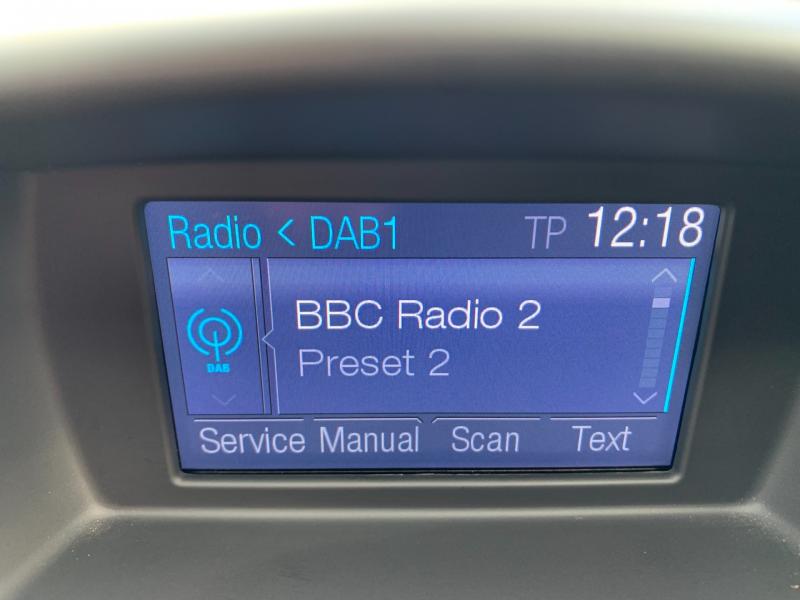 Radio < DAB1 TP 12:18
BBC Radio 2
DAB
Preset 2
Service Manual Scan Text